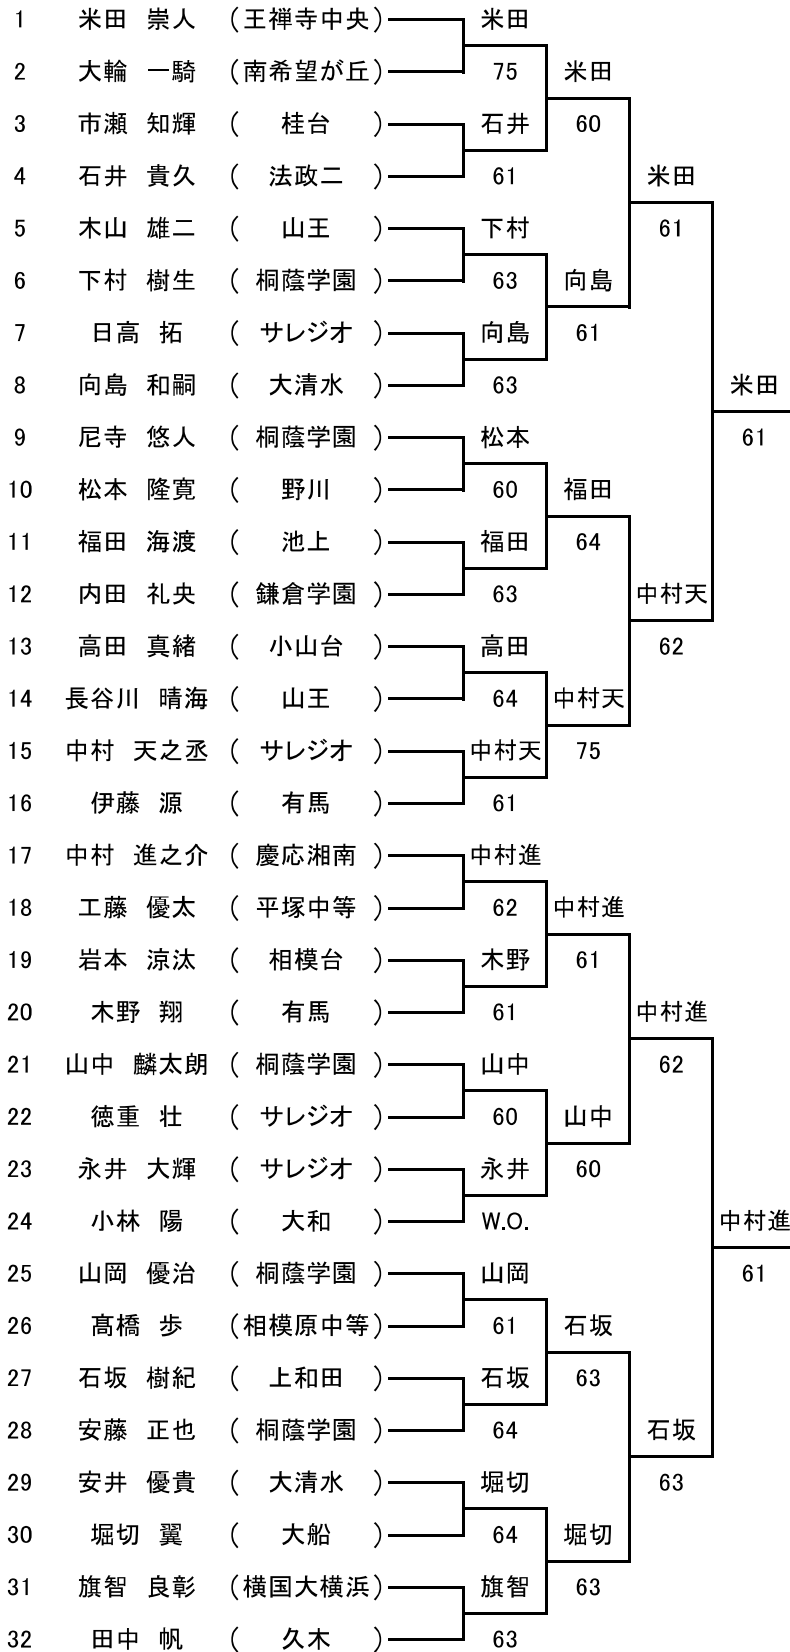 1 米田 崇人 (王禅寺中央) 米田
2 大輪 一騎 (南希望が丘) 75 米田
3 市瀬 知輝 ( 桂台 ) 石井 60
4 石井 貴久 ( 法政二 ) 61 米田
5 木山 雄二 ( 山王 ) 下村 61
6 下村 樹生 ( 桐蔭学園 ) 63 向島
7 日高 拓 ( サレジオ ) 向島 61
8 向島 和嗣 ( 大清水 ) 63 米田
9 尼寺 悠人 ( 桐蔭学園 ) 松本 61
10 松本 隆寛 ( 野川 ) 60 福田
11 福田 海渡 ( 池上 ) 福田 64
12 内田 礼央 ( 鎌倉学園 ) 63 中村天
13 高田 真緒 ( 小山台 ) 高田 62
14 長谷川 晴海 ( 山王 ) 64 中村天
15 中村 天之丞 ( サレジオ ) 中村天 75
16 伊藤 源 ( 有馬 ) 61
17 中村 進之介 ( 慶応湘南 ) 中村進
18 工藤 優太 ( 平塚中等 ) 62 中村進
19 岩本 涼汰 ( 相模台 ) 木野 61
20 木野 翔 ( 有馬 ) 61 中村進
21 山中 麟太朗 ( 桐蔭学園 ) 山中 62
22 徳重 壮 ( サレジオ ) 60 山中
23 永井 大輝 ( サレジオ ) 永井 60
24 小林 陽 ( 大和 ) W.O. 中村進
25 山岡 優治 ( 桐蔭学園 ) 山岡 61
26 髙橋 歩 (相模原中等) 61 石坂
27 石坂 樹紀 ( 上和田 ) 石坂 63
28 安藤 正也 ( 桐蔭学園 ) 64 石坂
29 安井 優貴 ( 大清水 ) 堀切 63
30 堀切 翼 ( 大船 ) 64 堀切
31 旗智 良彰 (横国大横浜) 旗智 63
32 田中 帆 ( 久木 ) 63